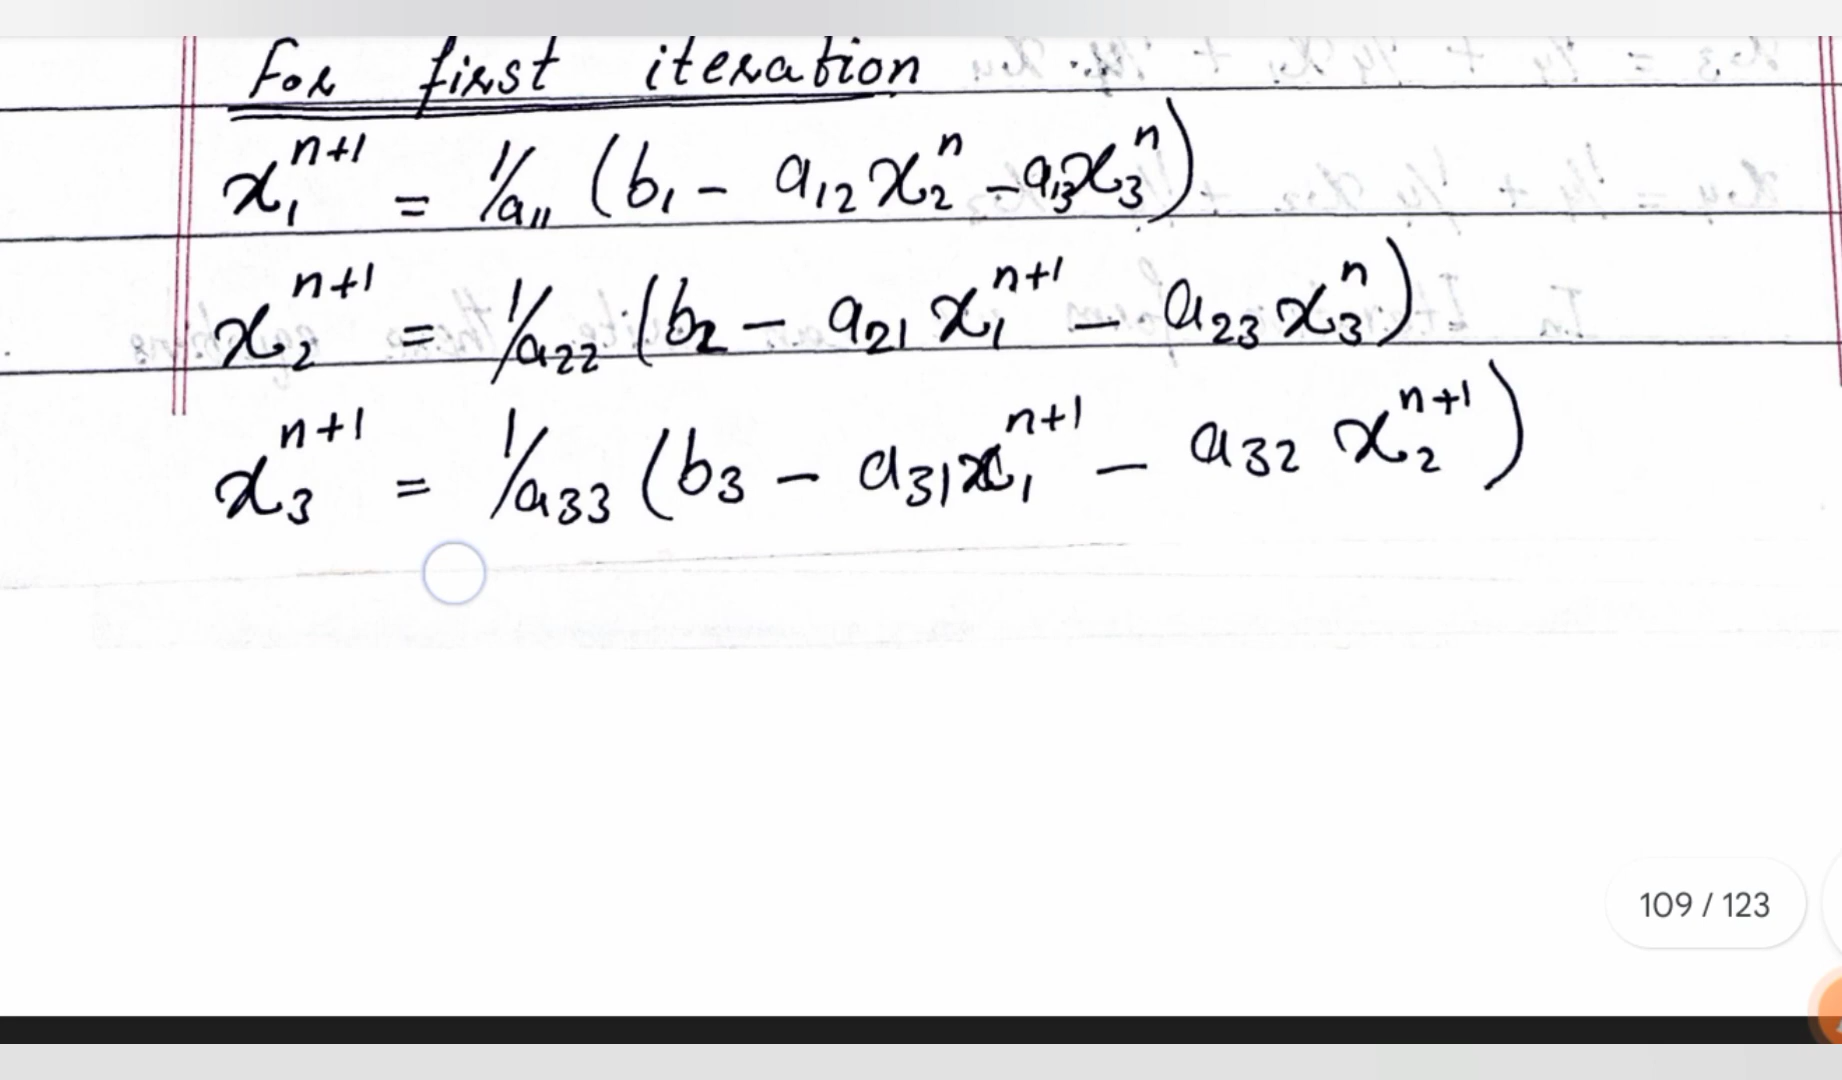 For first iteration
x₁ⁿ⁺¹ = 1/a₁₁ (b₁ - a₁₂x₂ⁿ - a₁₃x₃ⁿ)
x₂ⁿ⁺¹ = 1/a₂₂ (b₂ - a₂₁x₁ⁿ⁺¹ - a₂₃x₃ⁿ)
x₃ⁿ⁺¹ = 1/a₃₃ (b₃ - a₃₁x₁ⁿ⁺¹ - a₃₂x₂ⁿ⁺¹)
109 / 123